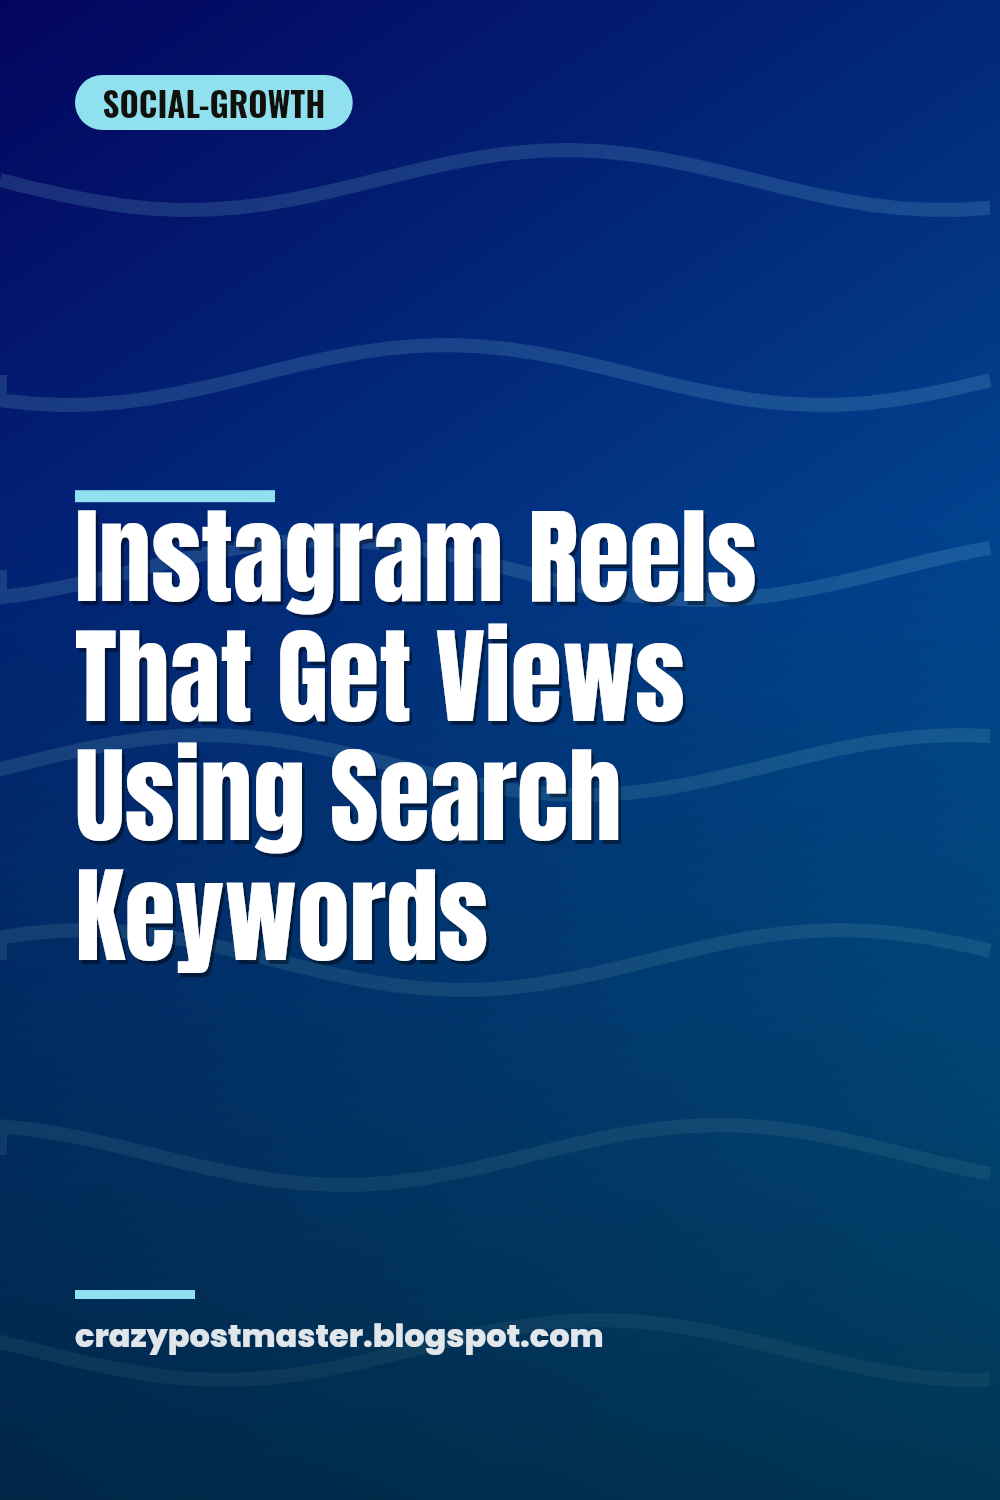 SOCIAL-GROWTH
Instagram Reels
That Get Views
Using Search
Keywords
crazypostmaster.blogspot.com